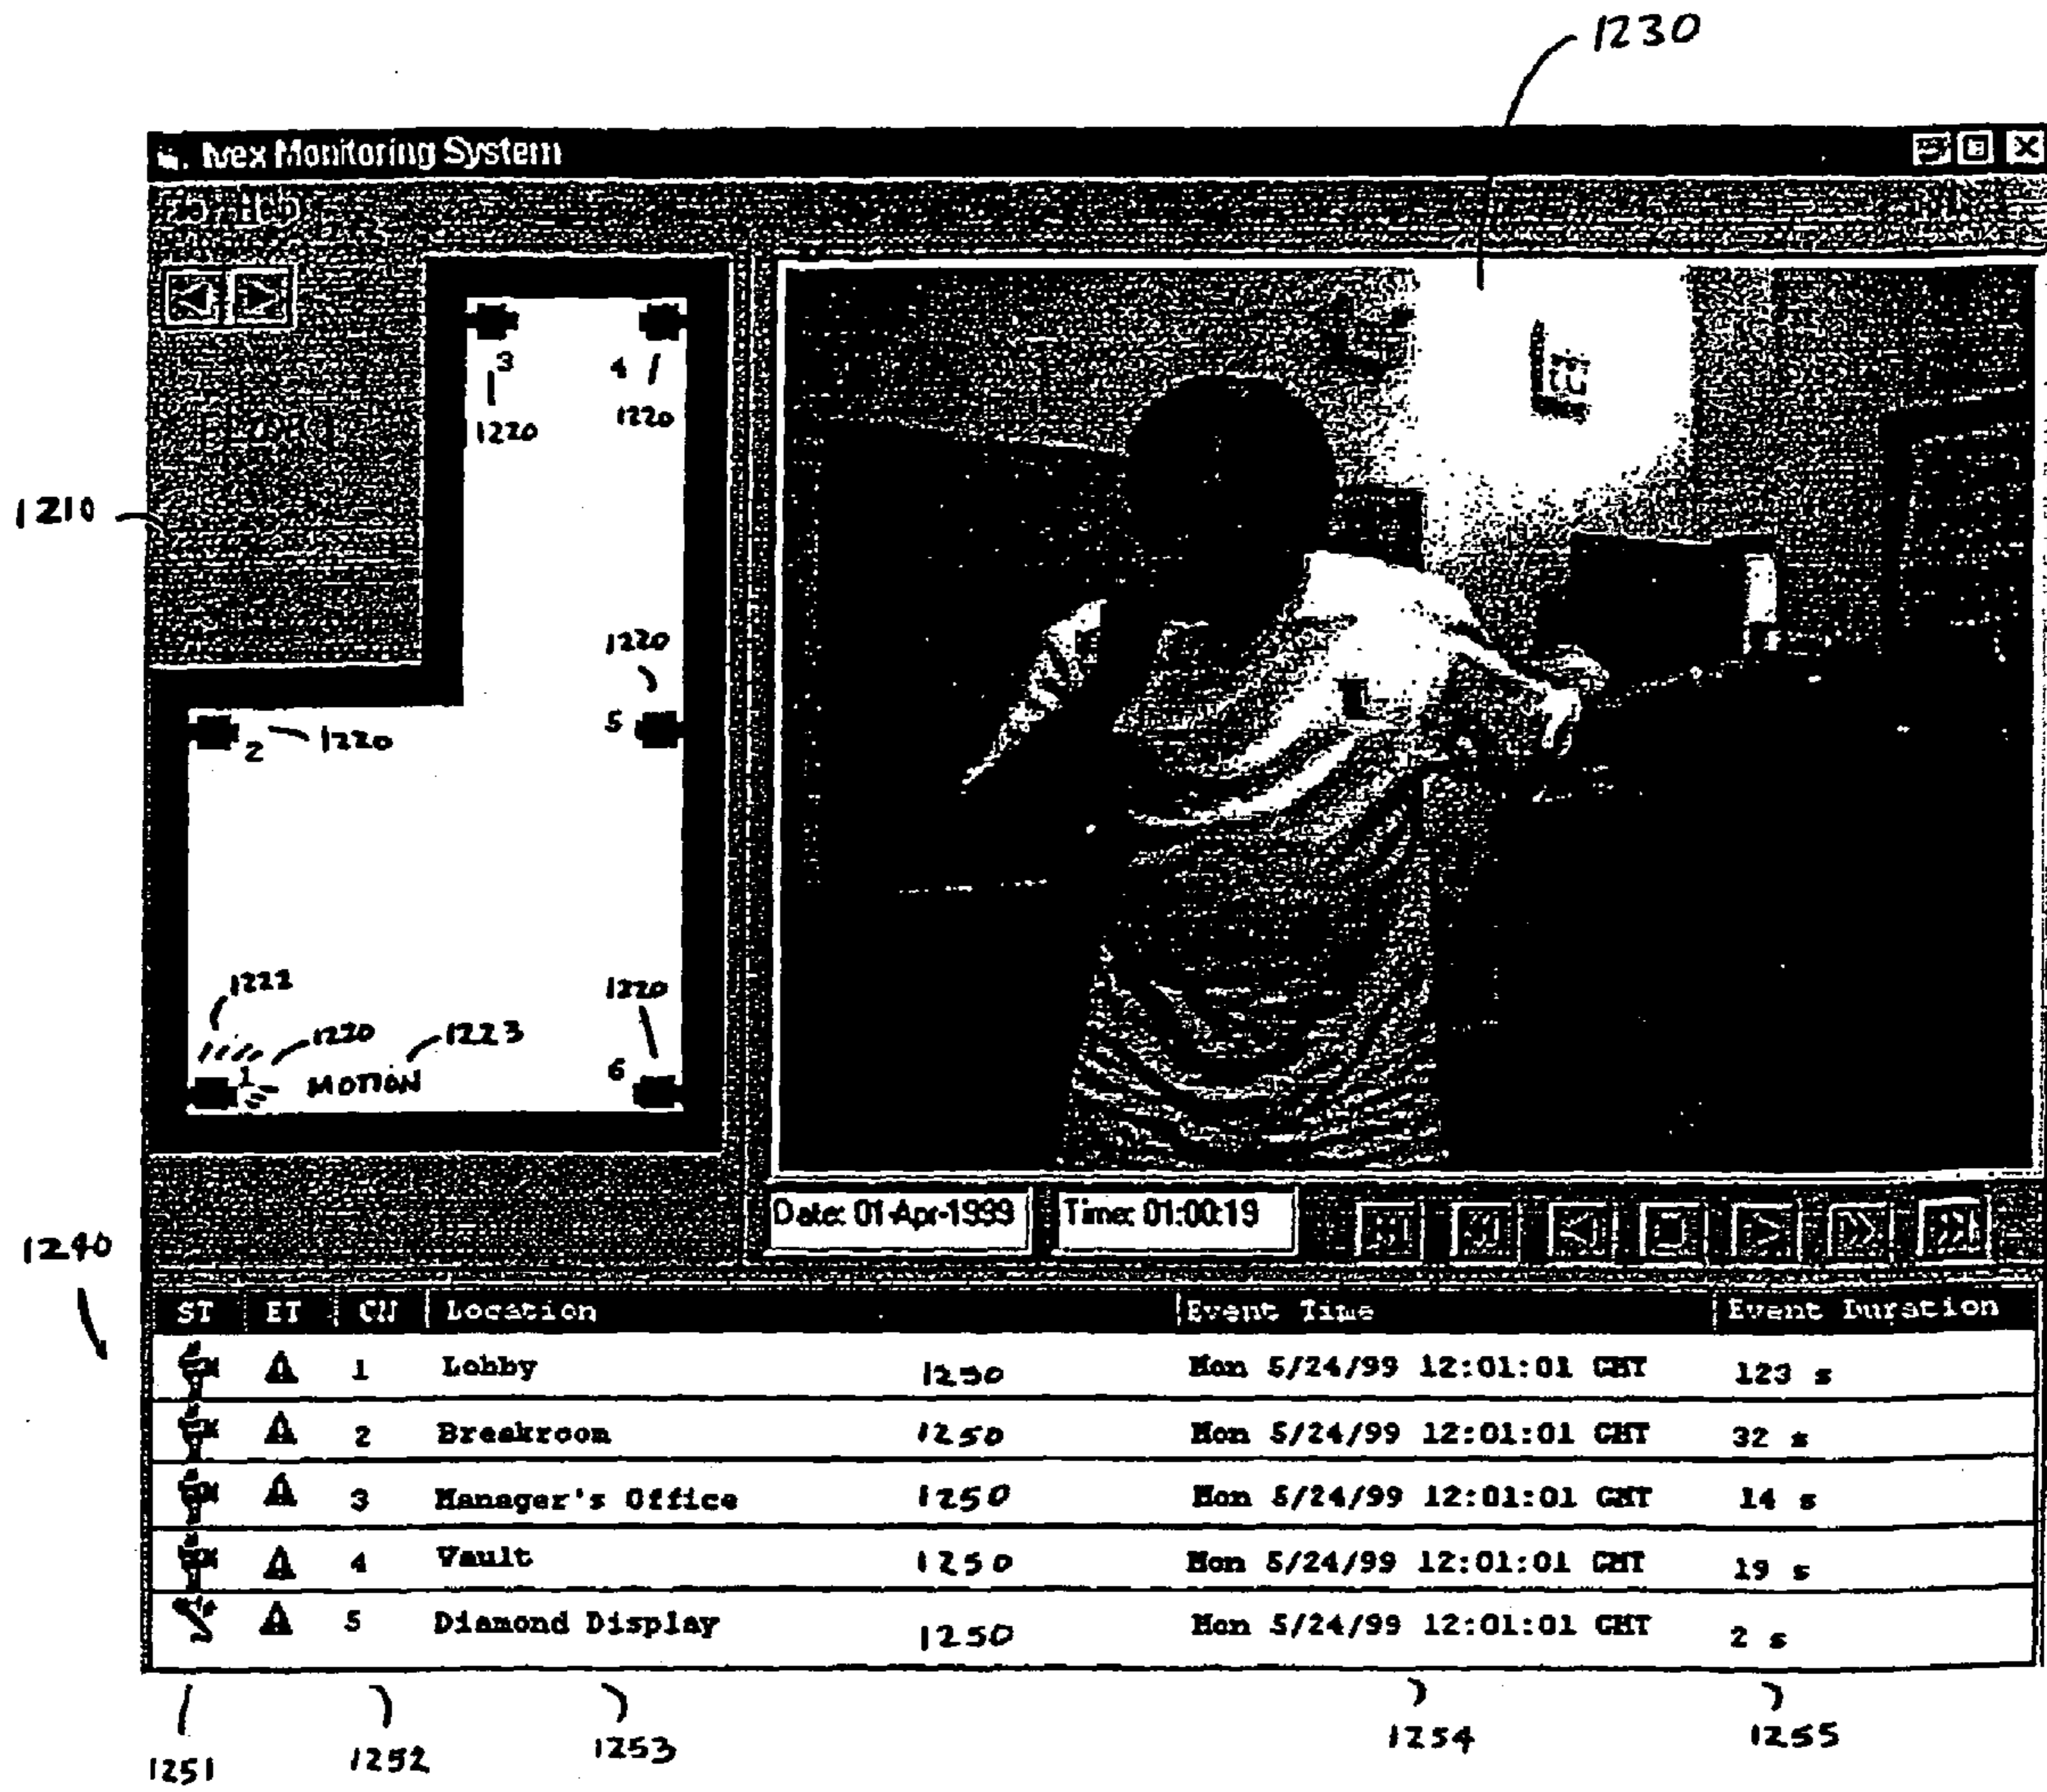 1230
Ivex Monitoring System
3
4
1220
1220
1210
1220
5
2
1220
1222
1220
1220
1223
1
MOTION
6
Date: 01-Apr-1999
Time: 01:00:19
1240
ST ET CH Location Event Time Event Duration
1 Lobby 1250 Mon 5/24/99 12:01:01 GMT 123 s
2 Breakroom 1250 Mon 5/24/99 12:01:01 GMT 32 s
3 Manager's Office 1250 Mon 5/24/99 12:01:01 GMT 14 s
4 Vault 1250 Mon 5/24/99 12:01:01 GMT 19 s
5 Diamond Display 1250 Mon 5/24/99 12:01:01 GMT 2 s
1251
1252
1253
1254
1255